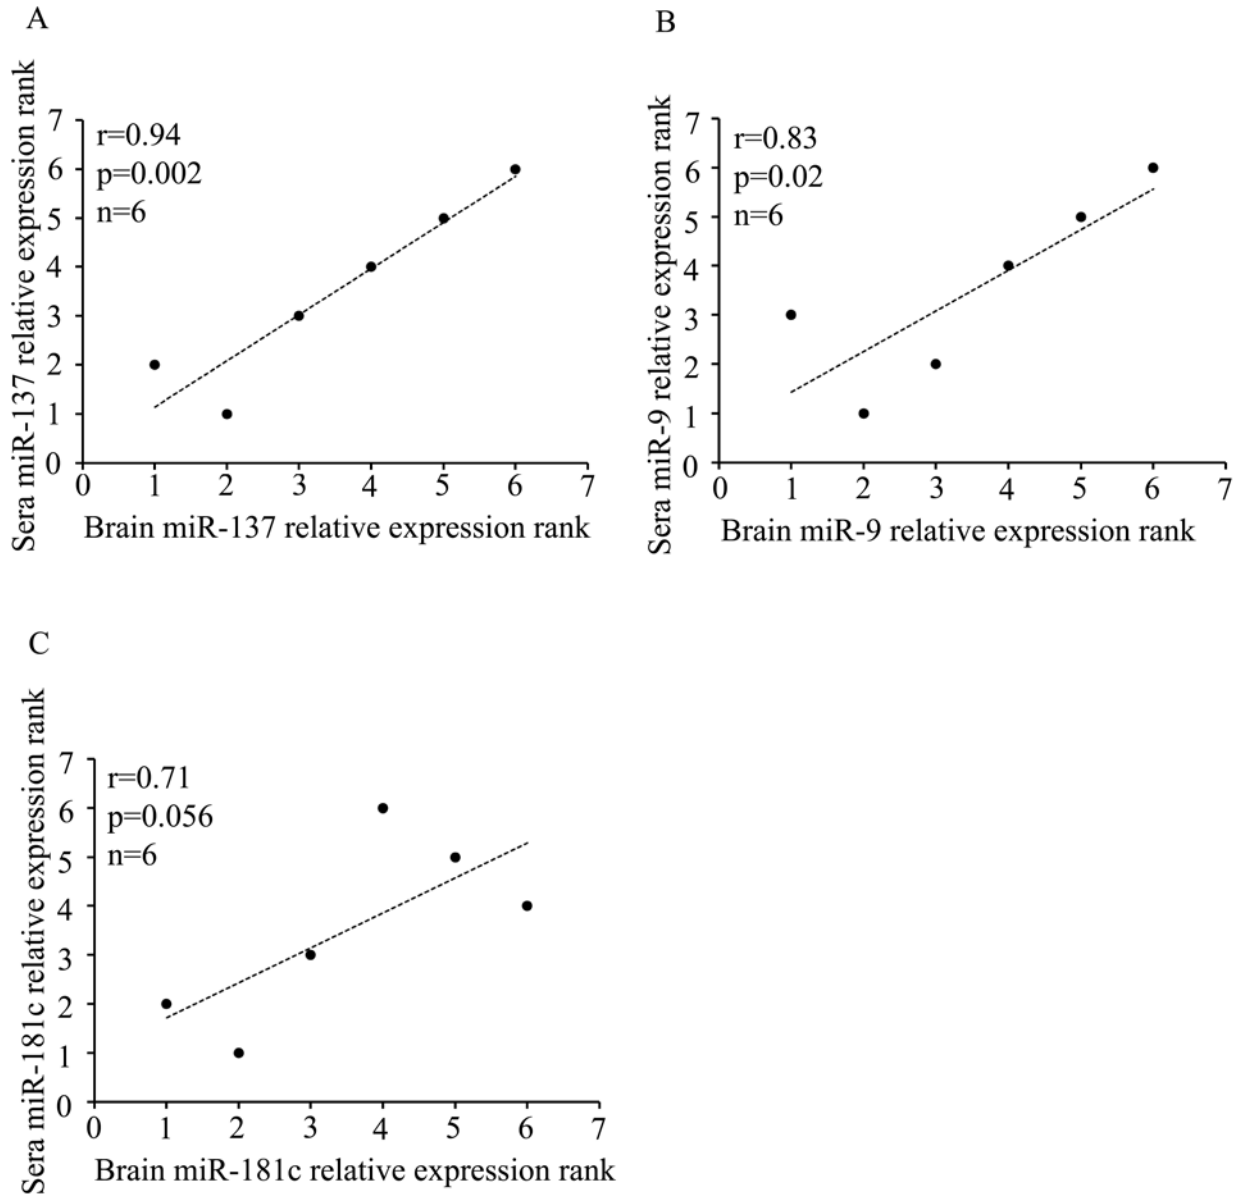 A
Sera miR-137 relative expression rank
7
6
5
4
3
2
1
0
r=0.94
p=0.002
n=6
0 1 2 3 4 5 6 7
Brain miR-137 relative expression rank
B
Sera miR-9 relative expression rank
7
6
5
4
3
2
1
0
r=0.83
p=0.02
n=6
0 1 2 3 4 5 6 7
Brain miR-9 relative expression rank
C
Sera miR-181c relative expression rank
7
6
5
4
3
2
1
0
r=0.71
p=0.056
n=6
0 1 2 3 4 5 6 7
Brain miR-181c relative expression rank